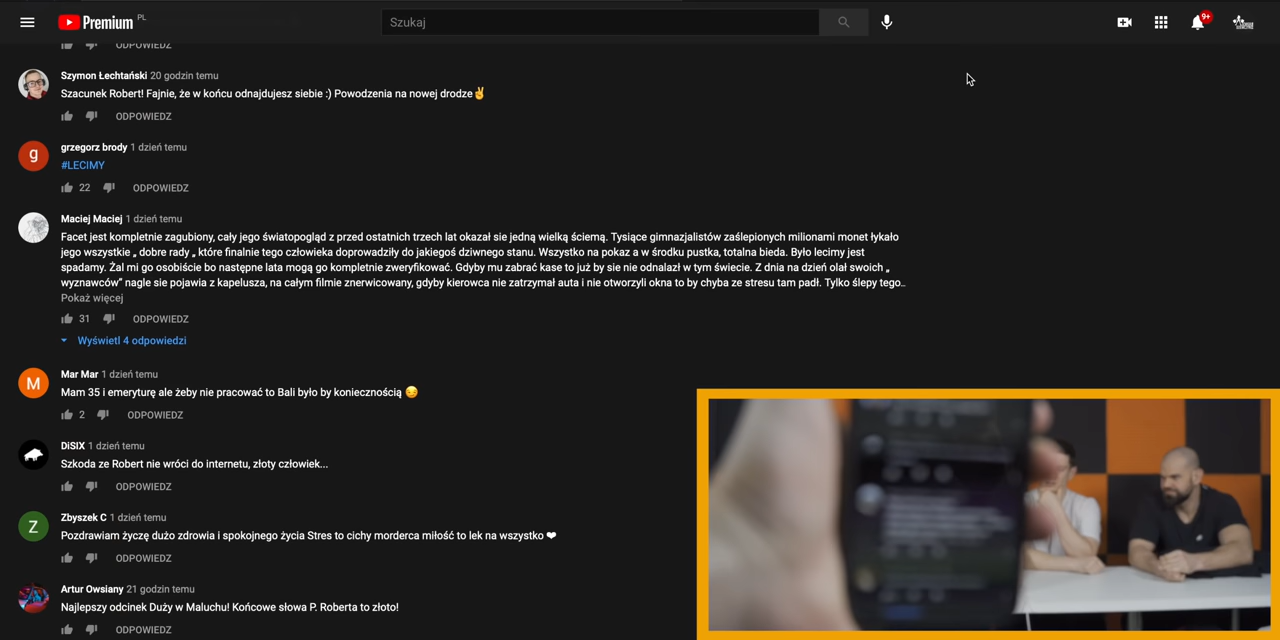 Premium PL
Szukaj
9+
ODPOWIEDZ
Szymon Łechtański 20 godzin temu
Szacunek Robert! Fajnie, że w końcu odnajdujesz siebie :) Powodzenia na nowej drodze✌
ODPOWIEDZ
g
grzegorz brody 1 dzień temu
#LECIMY
22 ODPOWIEDZ
Maciej Maciej 1 dzień temu
Facet jest kompletnie zagubiony, cały jego światopogląd z przed ostatnich trzech lat okazał sie jedną wielką ściemą. Tysiące gimnazjalistów zaślepionych milionami monet łykało
jego wszystkie „ dobre rady „ które finalnie tego człowieka doprowadziły do jakiegoś dziwnego stanu. Wszystko na pokaz a w środku pustka, totalna bieda. Było lecimy jest
spadamy. Żal mi go osobiście bo następne lata mogą go kompletnie zweryfikować. Gdyby mu zabrać kase to już by sie nie odnalazł w tym świecie. Z dnia na dzień olał swoich „
wyznawców” nagle sie pojawia z kapelusza, na całym filmie znerwicowany, gdyby kierowca nie zatrzymał auta i nie otworzyli okna to by chyba ze stresu tam padł. Tylko ślepy tego...
Pokaż więcej
31 ODPOWIEDZ
Wyświetl 4 odpowiedzi
M
Mar Mar 1 dzień temu
Mam 35 i emeryturę ale żeby nie pracować to Bali było by koniecznością 😏
2 ODPOWIEDZ
DiSIX 1 dzień temu
Szkoda ze Robert nie wróci do internetu, złoty człowiek...
ODPOWIEDZ
Z
Zbyszek C 1 dzień temu
Pozdrawiam życzę dużo zdrowia i spokojnego życia Stres to cichy morderca miłość to lek na wszystko ❤
ODPOWIEDZ
Artur Owsiany 21 godzin temu
Najlepszy odcinek Duży w Maluchu! Końcowe słowa P. Roberta to złoto!
ODPOWIEDZ